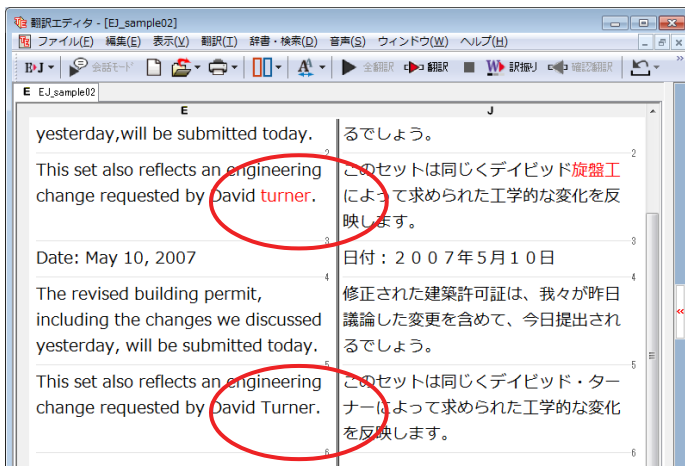 翻訳エディタ - [EJ_sample02]
ファイル(F) 編集(E) 表示(V) 翻訳(T) 辞書・検索(D) 音声(S) ウィンドウ(W) ヘルプ(H)
E▸J 会話モード 全翻訳 翻訳 訳振り 確認翻訳
E EJ_sample02
E
J
yesterday,will be submitted today.
2
This set also reflects an engineering
change requested by David turner.
3
Date: May 10, 2007
4
The revised building permit,
including the changes we discussed
yesterday, will be submitted today.
5
This set also reflects an engineering
change requested by David Turner.
6
るでしょう。
2
このセットは同じくデイビッド旋盤工
によって求められた工学的な変化を反
映します。
3
日付：２００７年５月１０日
4
修正された建築許可証は、我々が昨日
議論した変更を含めて、今日提出され
るでしょう。
5
このセットは同じくデイビッド・ター
ナーによって求められた工学的な変化
を反映します。
6